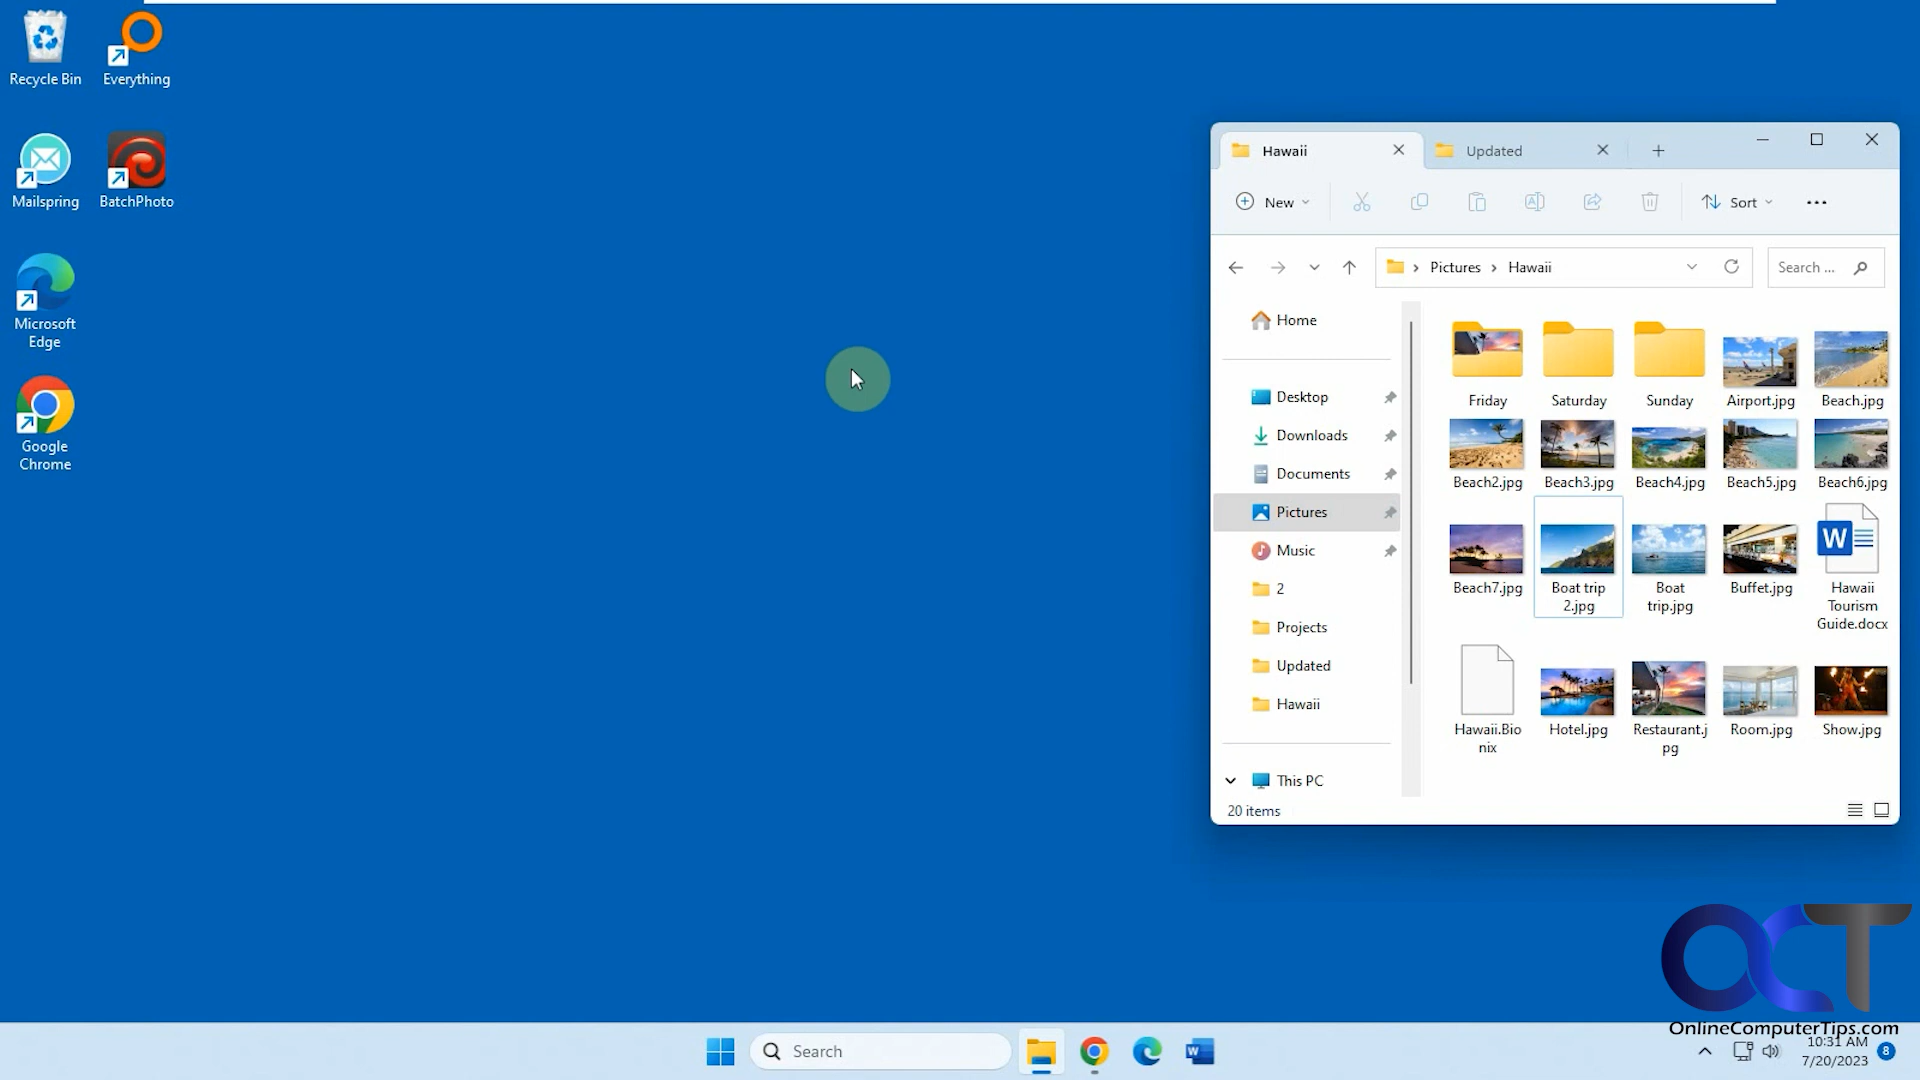 Recycle Bin
Everything
Mailspring
BatchPhoto
Microsoft
Edge
Google
Chrome
Hawaii
Updated
New
Sort
Pictures
Hawaii
Search ...
Home
Desktop
Downloads
Documents
Pictures
Music
2
Projects
Updated
Hawaii
This PC
Friday
Saturday
Sunday
Airport.jpg
Beach.jpg
Beach2.jpg
Beach3.jpg
Beach4.jpg
Beach5.jpg
Beach6.jpg
Beach7.jpg
Boat trip
2.jpg
Boat
trip.jpg
Buffet.jpg
W
Hawaii
Tourism
Guide.docx
Hawaii.Bio
nix
Hotel.jpg
Restaurant.j
pg
Room.jpg
Show.jpg
20 items
OCT
OnlineComputerTips.com
Search
W
10:31 AM
7/20/2023
8